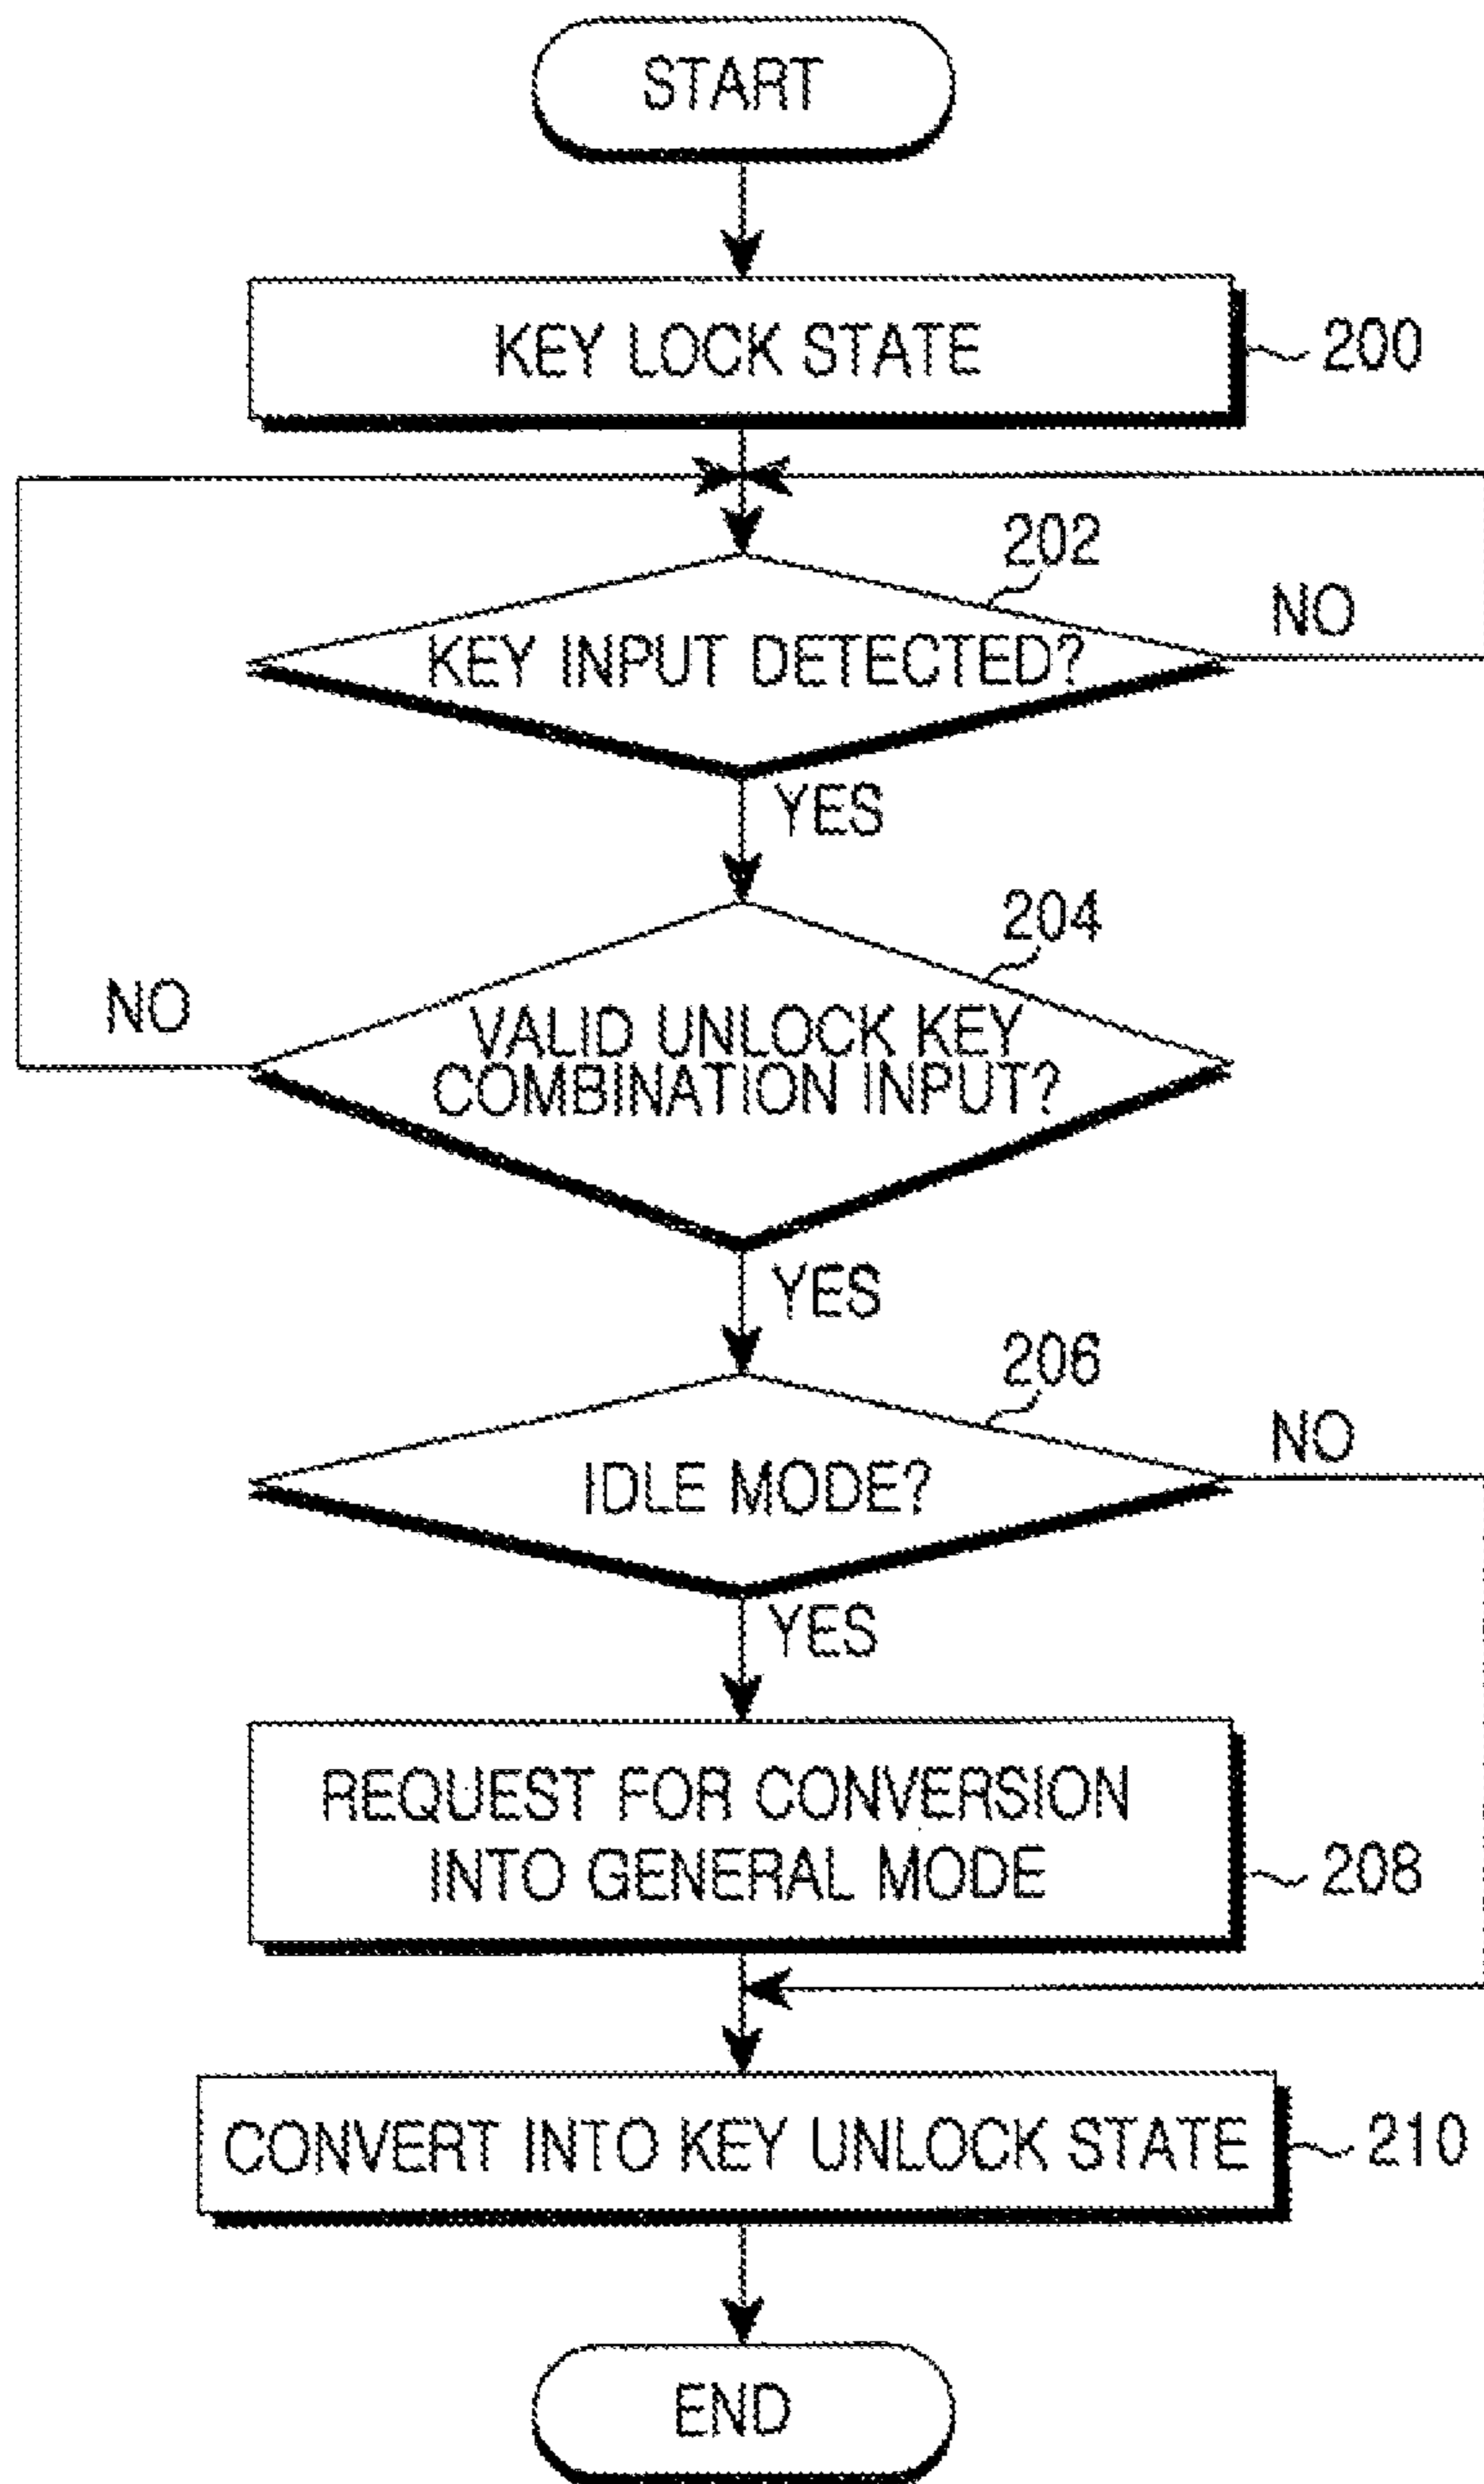 START
KEY LOCK STATE
200
202
KEY INPUT DETECTED?
NO
YES
204
NO
VALID UNLOCK KEY
COMBINATION INPUT?
YES
206
NO
IDLE MODE?
YES
REQUEST FOR CONVERSION
INTO GENERAL MODE
208
CONVERT INTO KEY UNLOCK STATE
210
END